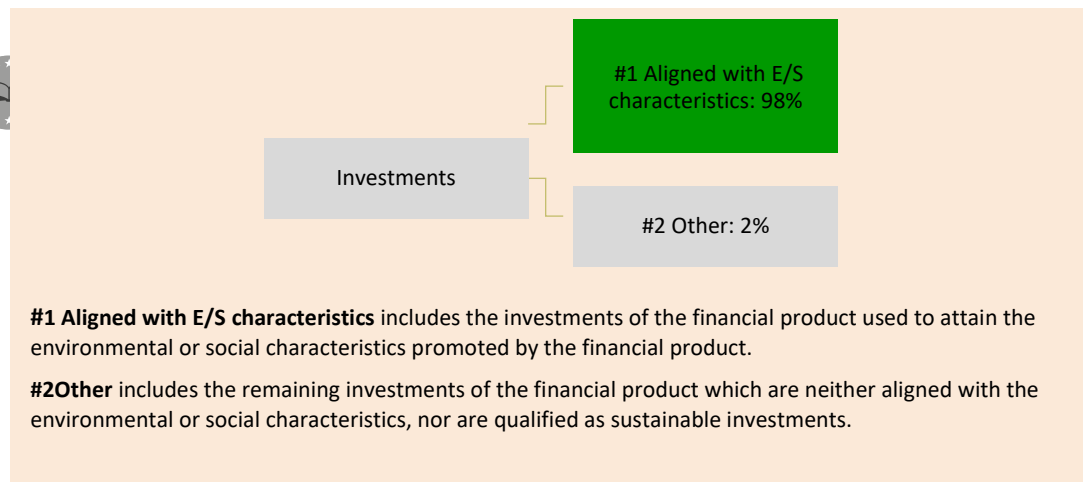 #1 Aligned with E/S
characteristics: 98%
Investments
#2 Other: 2%
#1 Aligned with E/S characteristics includes the investments of the financial product used to attain the
environmental or social characteristics promoted by the financial product.
#2Other includes the remaining investments of the financial product which are neither aligned with the
environmental or social characteristics, nor are qualified as sustainable investments.